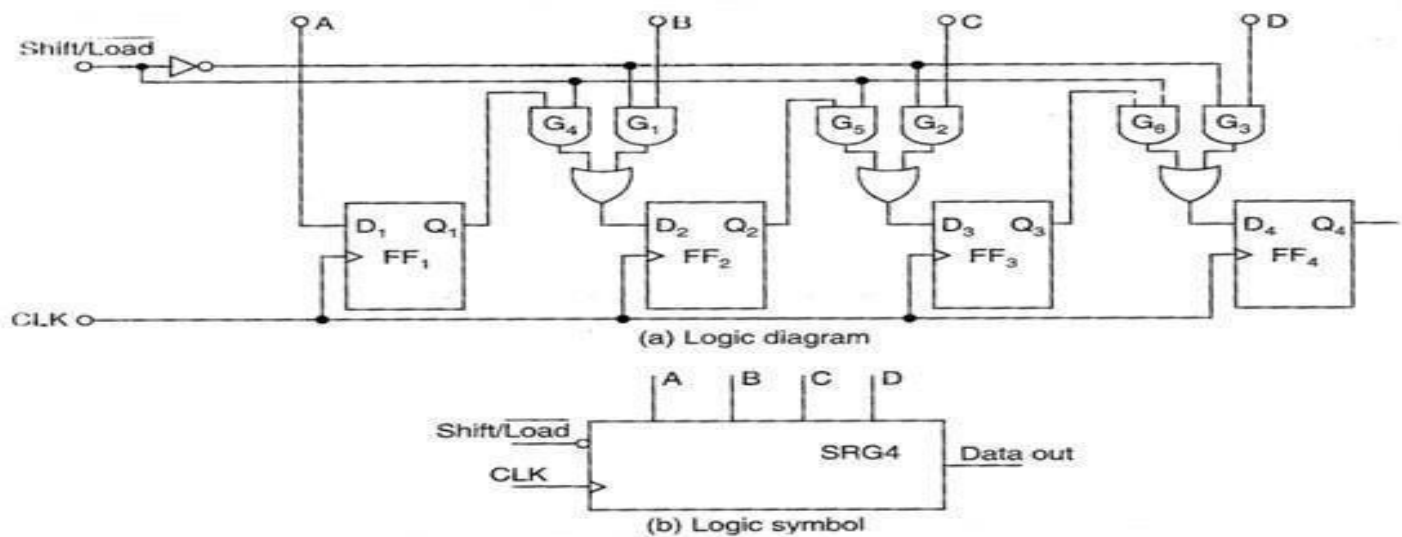 A B C D
Shift/Load
G₄ G₁ G₅ G₂ G₆ G₃
D₁ Q₁ D₂ Q₂ D₃ Q₃ D₄ Q₄
FF₁ FF₂ FF₃ FF₄
CLK
(a) Logic diagram
A B C D
Shift/Load
SRG4
Data out
CLK
(b) Logic symbol